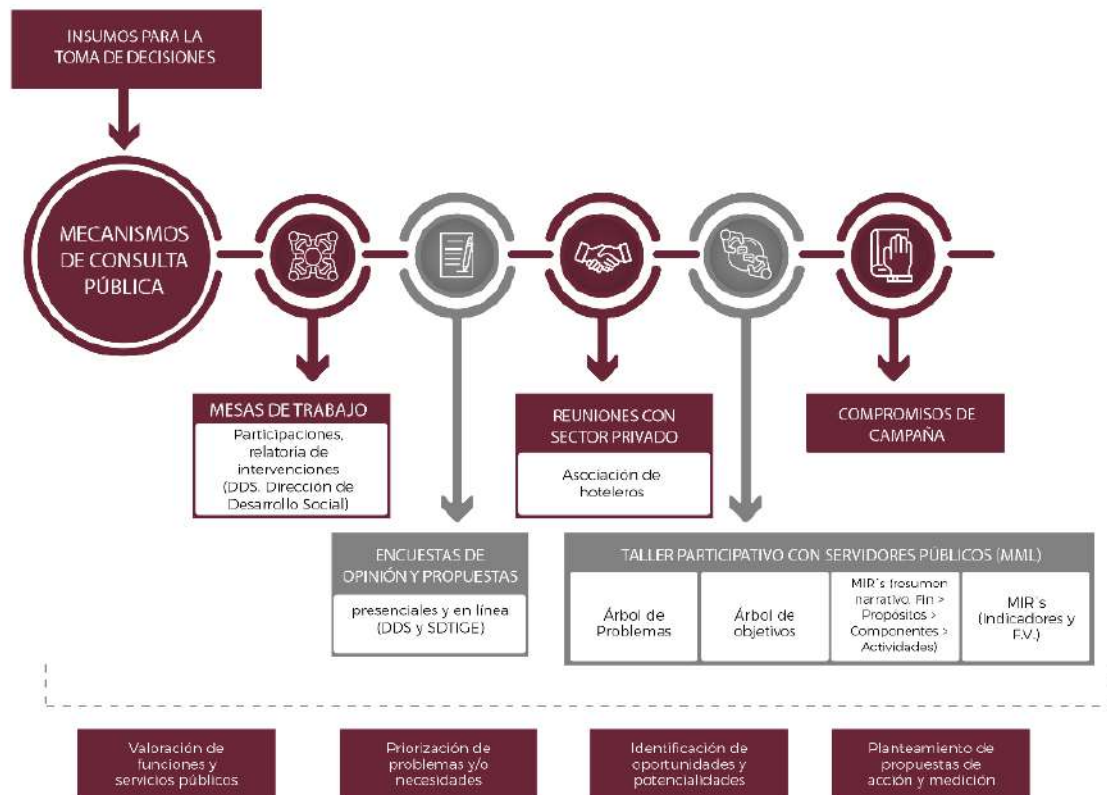 INSUMOS PARA LA
TOMA DE DECISIONES
MECANISMOS
DE CONSULTA
PÚBLICA
MESAS DE TRABAJO
Participaciones,
relatoría de
intervenciones
(DDS. Dirección de
Desarrollo Social)
REUNIONES CON
SECTOR PRIVADO
Asociación de
hoteleros
COMPROMISOS DE
CAMPAÑA
ENCUESTAS DE
OPINIÓN Y PROPUESTAS
presenciales y en línea
(DDS y SDTIGE)
TALLER PARTICIPATIVO CON SERVIDORES PÚBLICOS (MML)
Árbol de
Problemas
Árbol de
objetivos
MIR´s (resumen
narrativo. Fin >
Propósitos >
Componentes >
Actividades)
MIR´s
(Indicadores y
F.V.)
Valoración de
funciones y
servicios públicos
Priorización de
problemas y/o
necesidades
Identificación de
oportunidades y
potencialidades
Planteamiento de
propuestas de
acción y medición